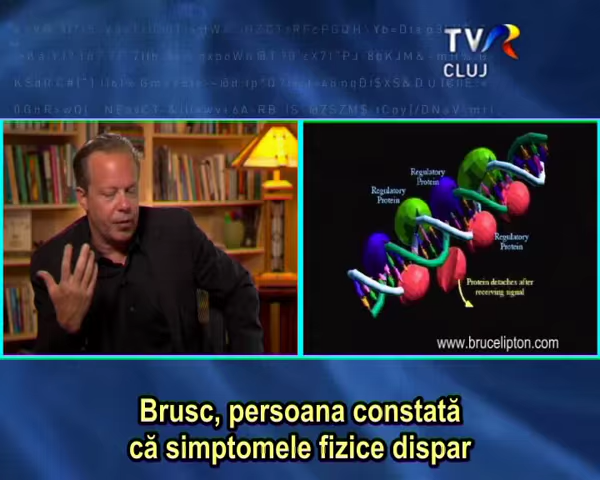 TVR
CLUJ
Regulatory
Protein
Regulatory
Protein
Regulatory
Protein
Protein detaches after
receiving signal
www.brucelipton.com
Brusc, persoana constată
că simptomele fizice dispar